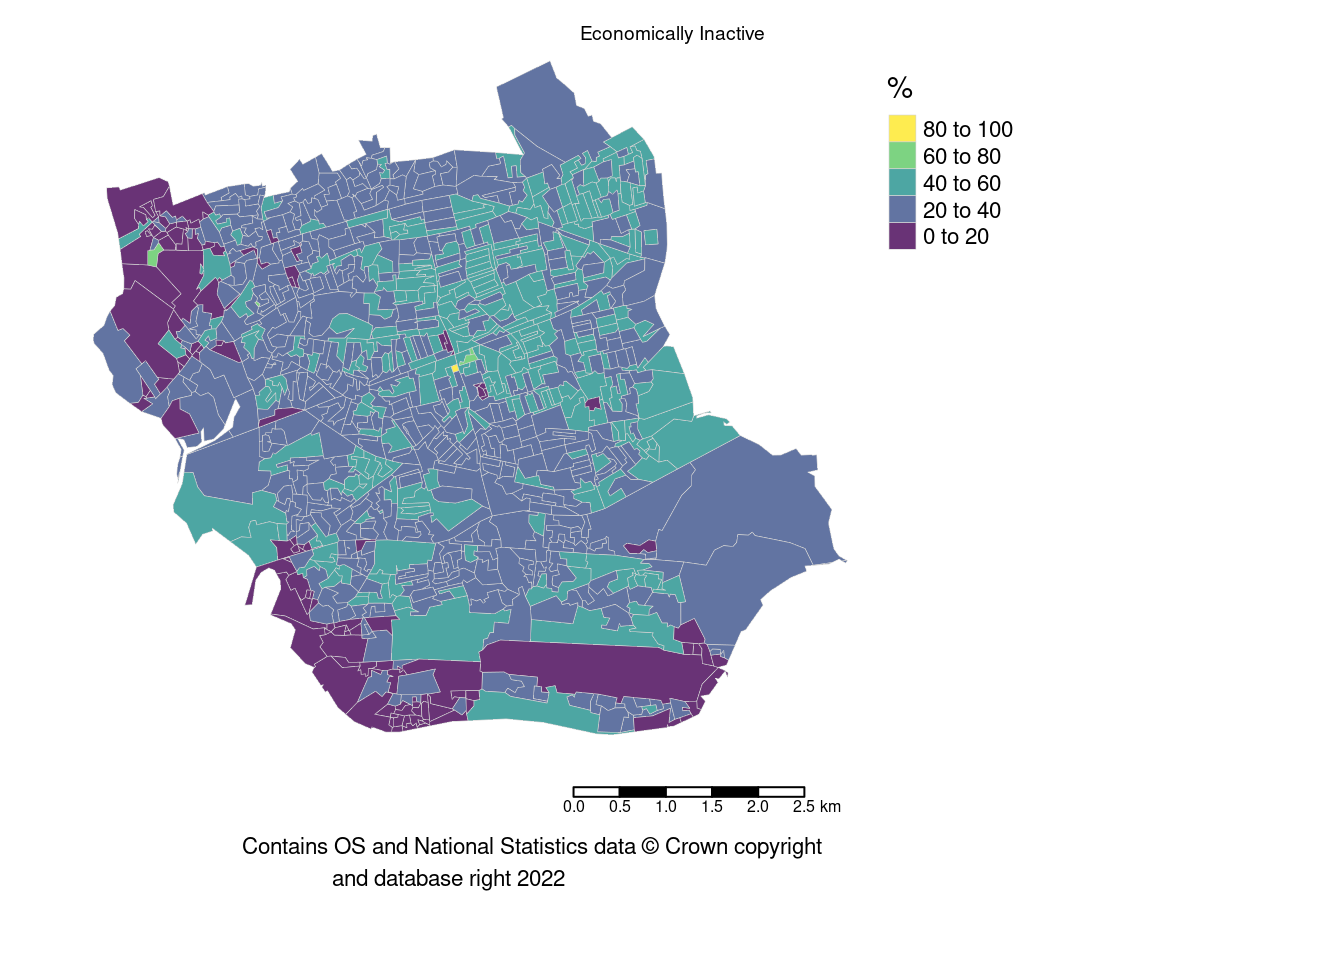 Economically Inactive
%
80 to 100
60 to 80
40 to 60
20 to 40
0 to 20
0.0 0.5 1.0 1.5 2.0 2.5 km
Contains OS and National Statistics data © Crown copyright
and database right 2022